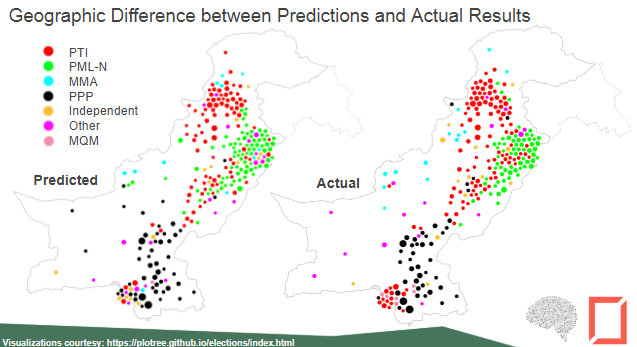 Geographic Difference between Predictions and Actual Results
PTI
PML-N
MMA
PPP
Independent
Other
MQM
Predicted
Actual
Visualizations courtesy: https://plotree.github.io/elections/index.html